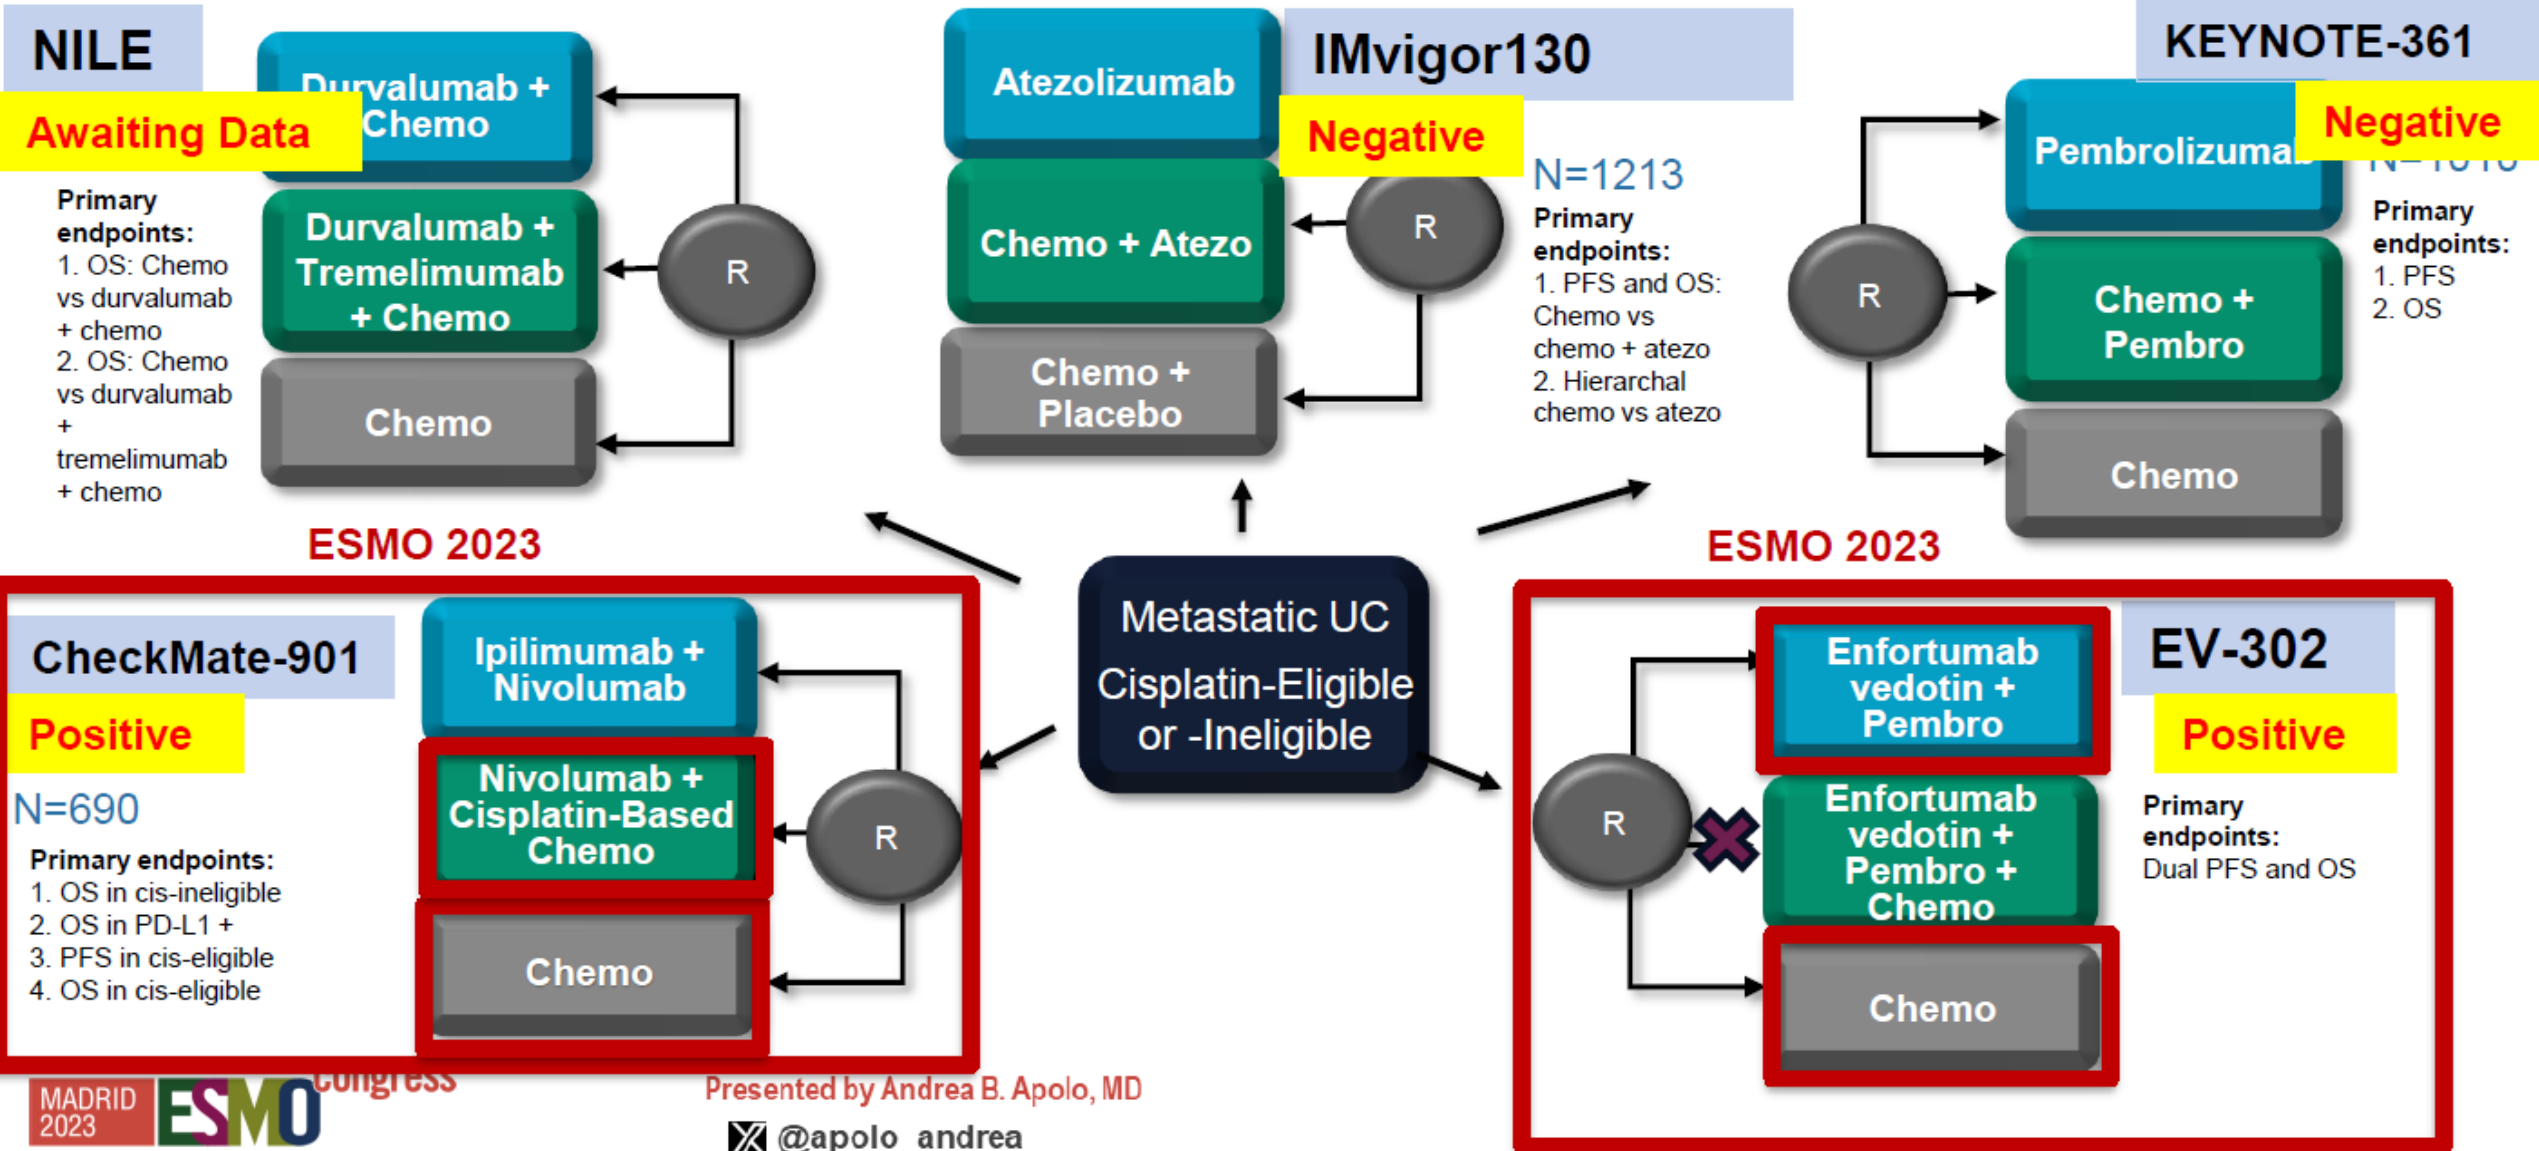 NILE
Awaiting Data
Durvalumab +
Chemo
Durvalumab +
Tremelimumab
+ Chemo
Chemo
R
Primary
endpoints:
1. OS: Chemo
vs durvalumab
+ chemo
2. OS: Chemo
vs durvalumab
+
tremelimumab
+ chemo
IMvigor130
Negative
Atezolizumab
Chemo + Atezo
Chemo +
Placebo
R
N=1213
Primary
endpoints:
1. PFS and OS:
Chemo vs
chemo + atezo
2. Hierarchal
chemo vs atezo
KEYNOTE-361
Negative
R
Pembrolizumab
Chemo +
Pembro
Chemo
Primary
endpoints:
1. PFS
2. OS
ESMO 2023
CheckMate-901
Positive
N=690
Primary endpoints:
1. OS in cis-ineligible
2. OS in PD-L1 +
3. PFS in cis-eligible
4. OS in cis-eligible
Ipilimumab +
Nivolumab
Nivolumab +
Cisplatin-Based
Chemo
Chemo
R
Metastatic UC
Cisplatin-Eligible
or -Ineligible
ESMO 2023
R
Enfortumab
vedotin +
Pembro
Enfortumab
vedotin +
Pembro +
Chemo
Chemo
EV-302
Positive
Primary
endpoints:
Dual PFS and OS
MADRID
2023
ESMO congress
Presented by Andrea B. Apolo, MD
X @apolo_andrea